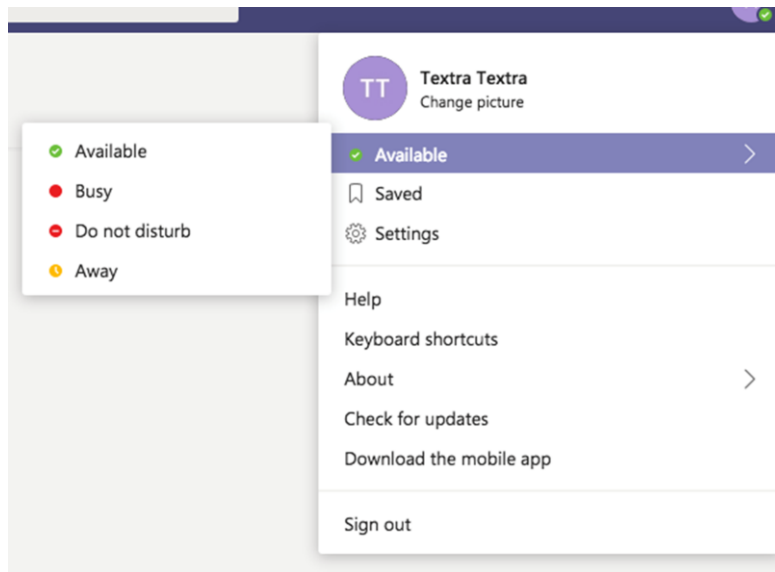 TT
Textra Textra
Change picture
Available
Saved
Settings
Help
Keyboard shortcuts
About
Check for updates
Download the mobile app
Sign out
Available
Busy
Do not disturb
Away